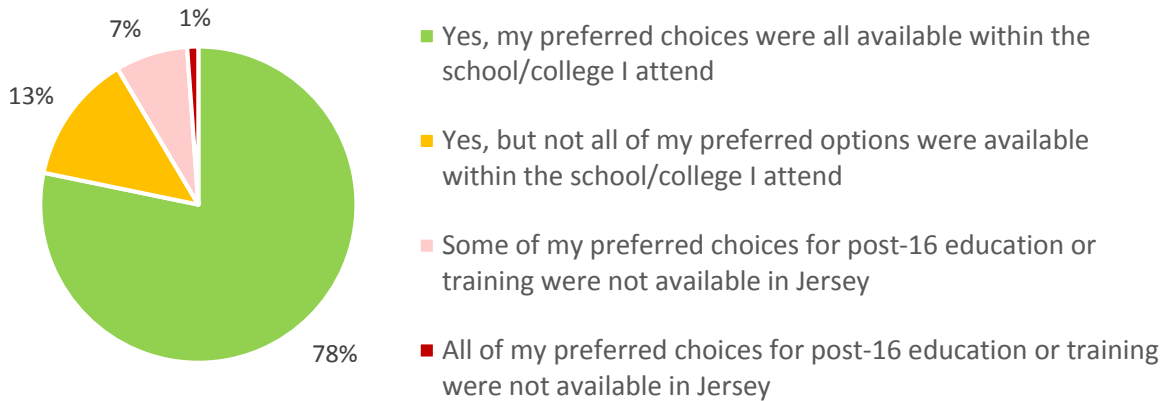 7%
1%
13%
78%
Yes, my preferred choices were all available within the
school/college I attend
Yes, but not all of my preferred options were available
within the school/college I attend
Some of my preferred choices for post-16 education or
training were not available in Jersey
All of my preferred choices for post-16 education or training
were not available in Jersey